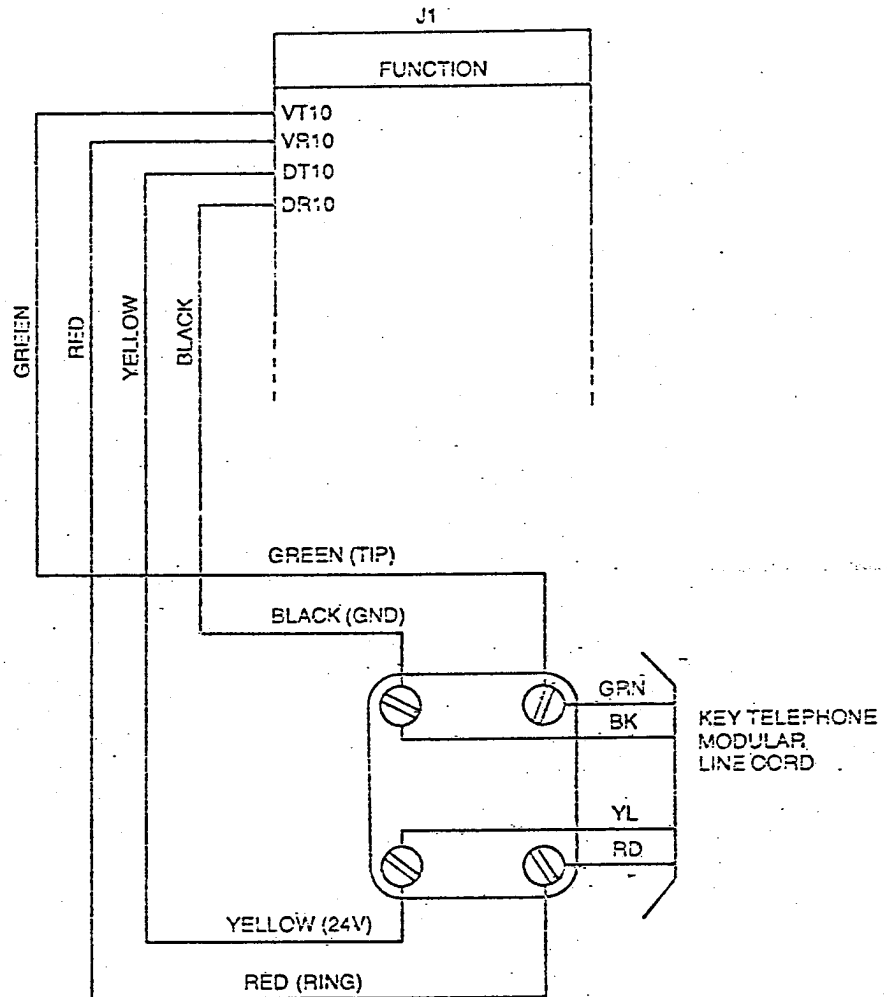 J1
FUNCTION
VT10
VR10
DT10
DR10
GREEN
RED
YELLOW
BLACK
GREEN (TIP)
BLACK (GND)
GRN
BK
KEY TELEPHONE
MODULAR
LINE CORD
YL
RD
YELLOW (24V)
RED (RING)